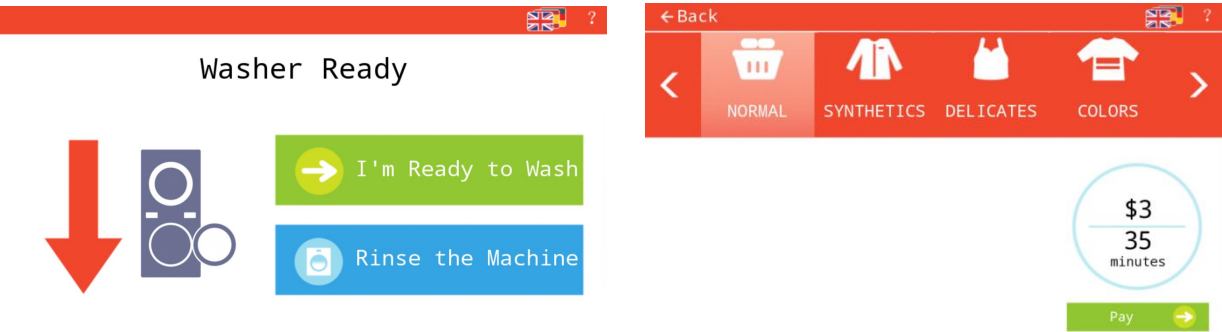 ?
Washer Ready
I'm Ready to Wash
Rinse the Machine
←Back
?
NORMAL SYNTHETICS DELICATES COLORS
$3
35
minutes
Pay